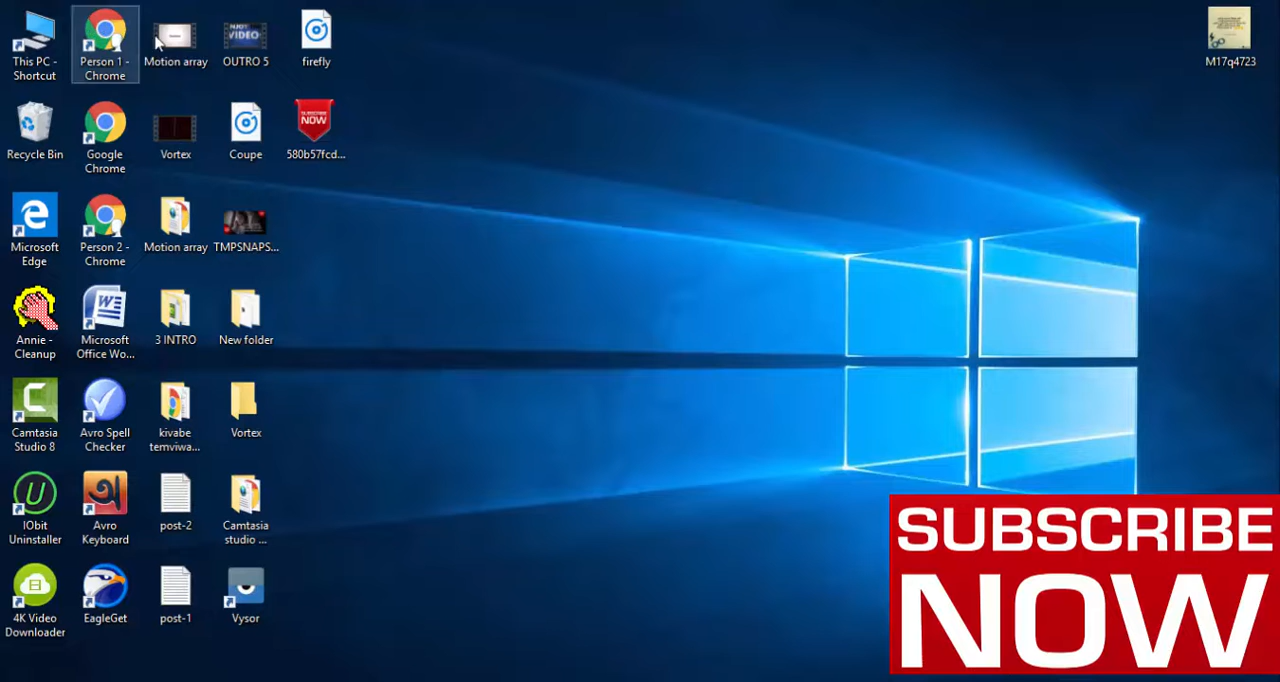 This PC -
Shortcut
Person 1 -
Chrome
Motion array
OUTRO 5
firefly
M17q4723
Recycle Bin
Google
Chrome
Vortex
Coupe
SUBSCRIBE
NOW
580b57fcd...
Microsoft
Edge
Person 2 -
Chrome
Motion array
TMPSNAPS...
Annie -
Cleanup
Microsoft
Office Wo...
3 INTRO
New folder
Camtasia
Studio 8
Avro Spell
Checker
kivabe
temviwa...
Vortex
IObit
Uninstaller
Avro
Keyboard
post-2
Camtasia
studio ...
4K Video
Downloader
EagleGet
post-1
Vysor
SUBSCRIBE
NOW